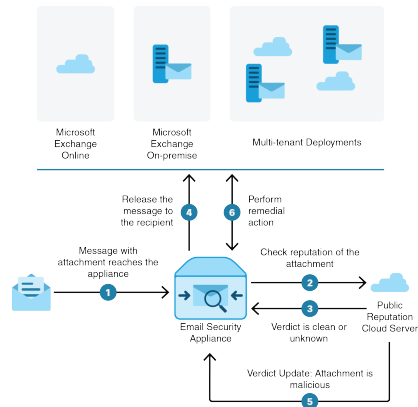 Microsoft
Exchange
Online
Microsoft
Exchange
On-premise
Multi-tenant Deployments
Release the
message to
the recipient
4
6
Perform
remedial
action
Message with
attachment reaches the
appliance
1
Check reputation of the
attachment
2
3
Verdict is clean or
unknown
Public
Reputation
Cloud Server
Email Security
Appliance
Verdict Update: Attachment is
malicious
5